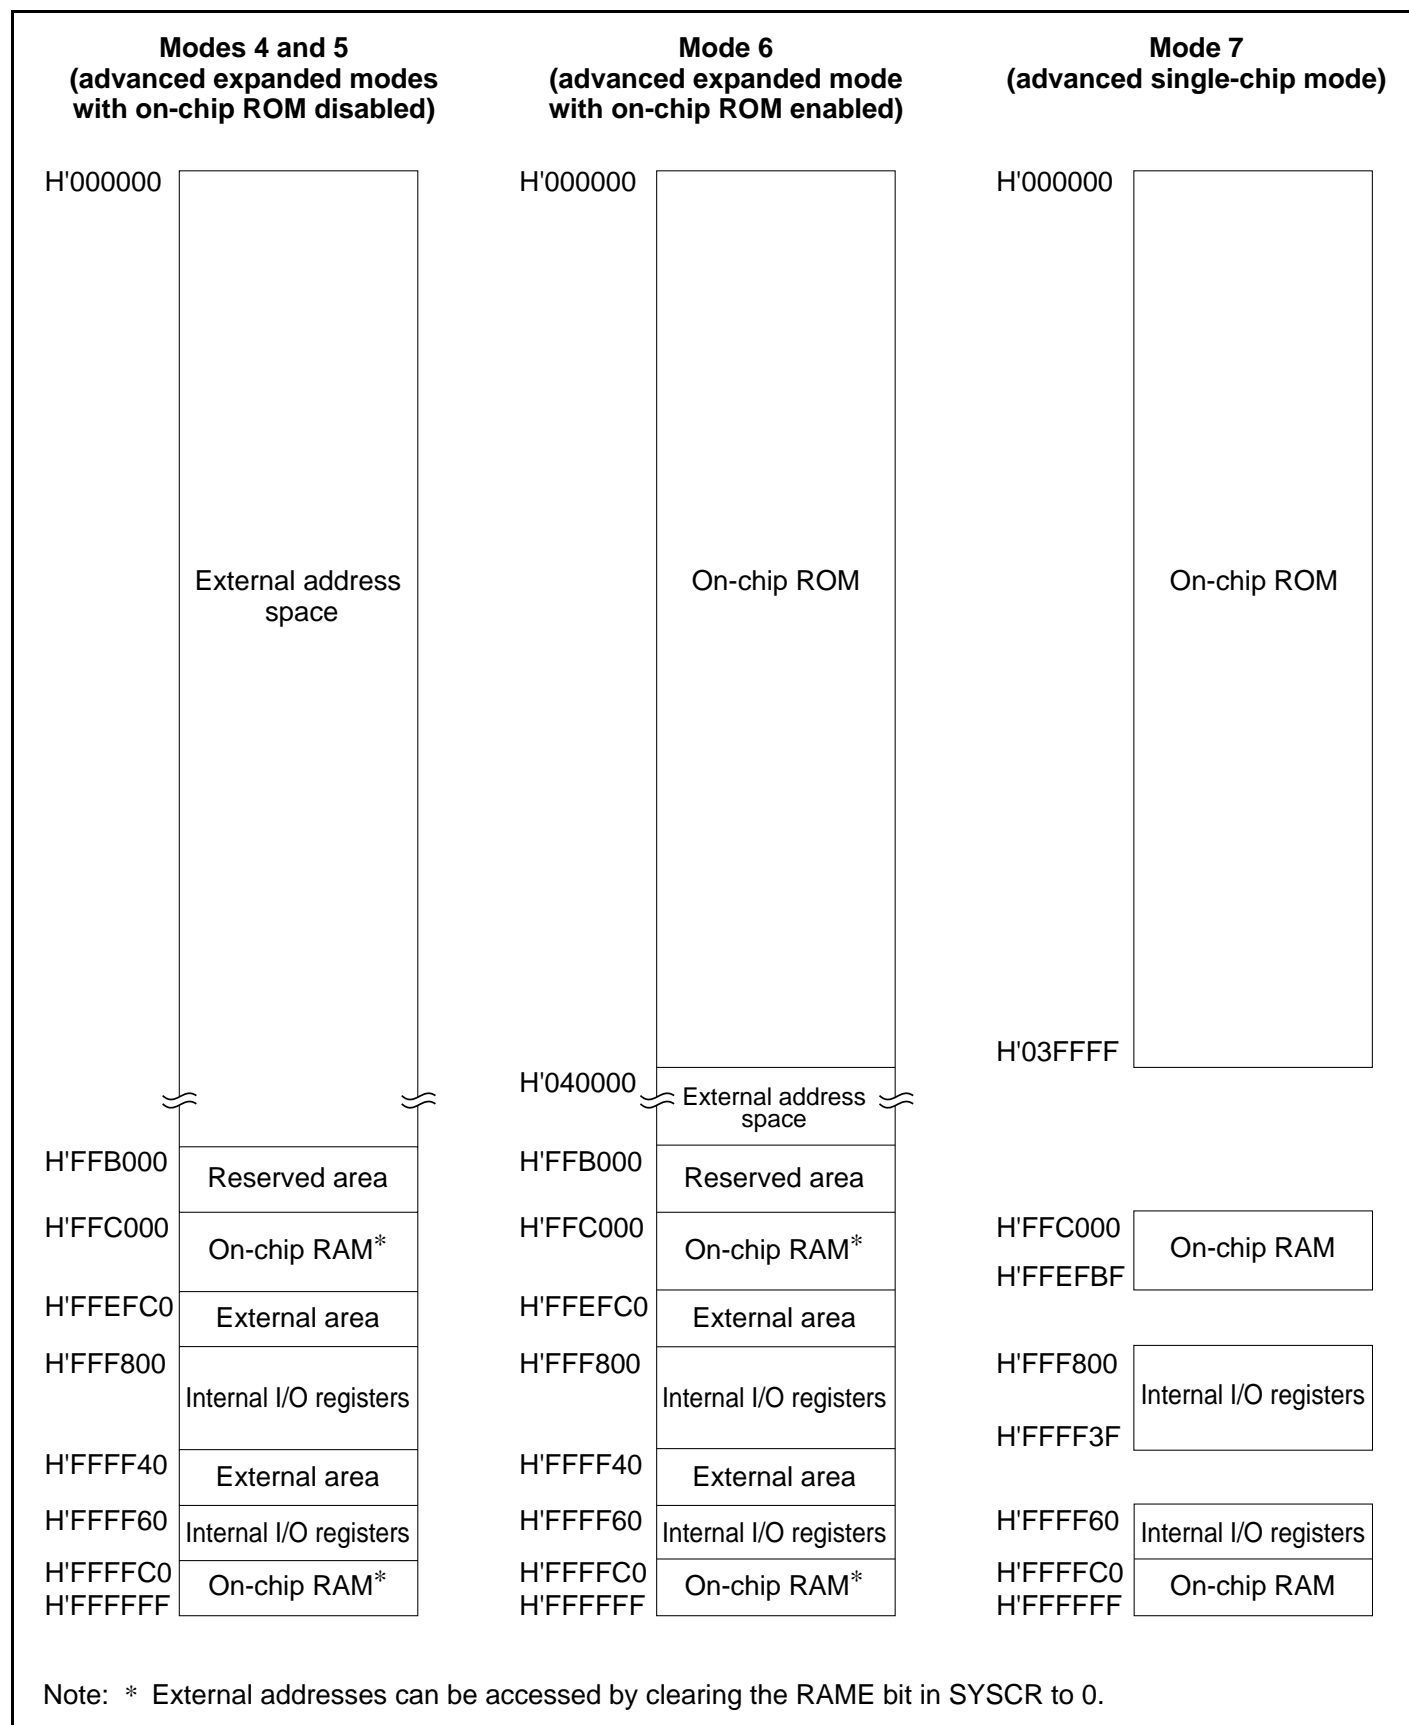 Modes 4 and 5
(advanced expanded modes
with on-chip ROM disabled)
Mode 6
(advanced expanded mode
with on-chip ROM enabled)
Mode 7
(advanced single-chip mode)
H'000000
External address
space
H'FFB000
Reserved area
H'FFC000
On-chip RAM*
H'FFEFC0
External area
H'FFF800
Internal I/O registers
H'FFFF40
External area
H'FFFF60
Internal I/O registers
H'FFFFC0
On-chip RAM*
H'FFFFFF
H'000000
On-chip ROM
H'040000
External address
space
H'FFB000
Reserved area
H'FFC000
On-chip RAM*
H'FFEFC0
External area
H'FFF800
Internal I/O registers
H'FFFF40
External area
H'FFFF60
Internal I/O registers
H'FFFFC0
On-chip RAM*
H'FFFFFF
H'000000
On-chip ROM
H'03FFFF
H'FFC000
On-chip RAM
H'FFEFBF
H'FFF800
Internal I/O registers
H'FFFF3F
H'FFFF60
Internal I/O registers
H'FFFFC0
On-chip RAM
H'FFFFFF
Note: * External addresses can be accessed by clearing the RAME bit in SYSCR to 0.